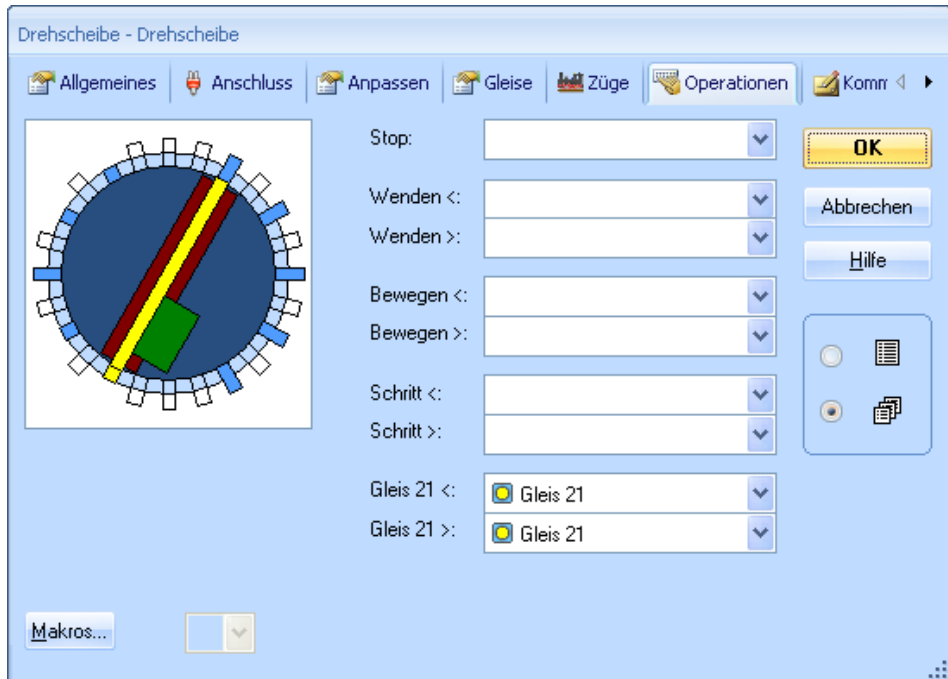 Drehscheibe - Drehscheibe
Allgemeines Anschluss Anpassen Gleise Züge Operationen Komm
Stop:
OK
Wenden <:
Abbrechen
Wenden >:
Hilfe
Bewegen <:
Bewegen >:
Schritt <:
Schritt >:
Gleis 21 <: Gleis 21
Gleis 21 >: Gleis 21
Makros...